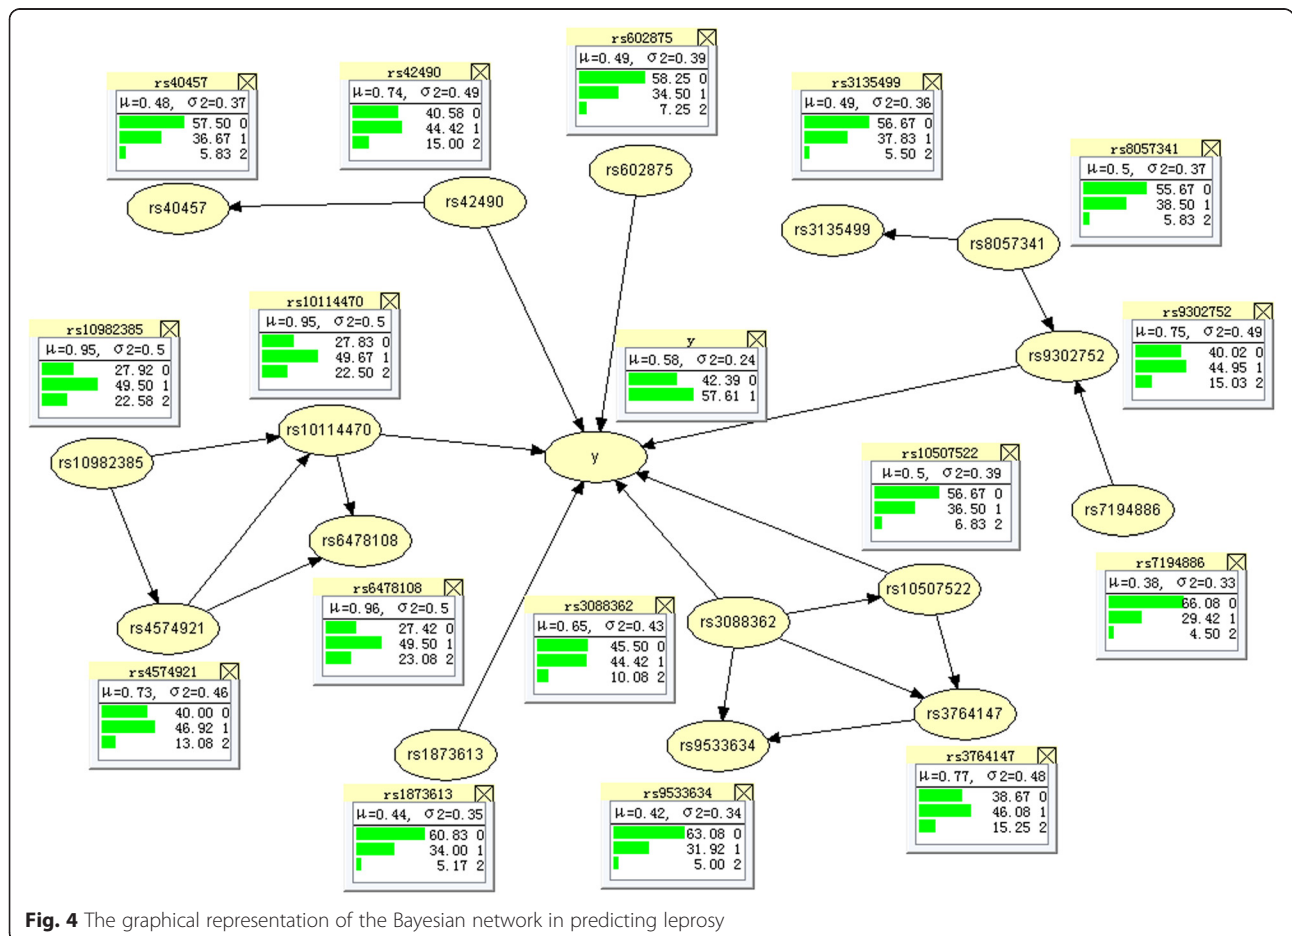 rs602875
μ=0.49, σ2=0.39
58.25 0
34.50 1
7.25 2
rs40457
μ=0.48, σ2=0.37
57.50 0
36.67 1
5.83 2
rs42490
μ=0.74, σ2=0.49
40.58 0
44.42 1
15.00 2
rs3135499
μ=0.49, σ2=0.36
56.67 0
37.83 1
5.50 2
rs8057341
μ=0.5, σ2=0.37
55.67 0
38.50 1
5.83 2
rs602875
rs40457
rs42490
rs3135499
rs8057341
rs10114470
μ=0.95, σ2=0.5
27.83 0
49.67 1
22.50 2
rs10982385
μ=0.95, σ2=0.5
27.92 0
49.50 1
22.58 2
y
μ=0.58, σ2=0.24
42.39 0
57.61 1
rs9302752
rs9302752
μ=0.75, σ2=0.49
40.02 0
44.95 1
15.03 2
rs10114470
rs10982385
y
rs10507522
μ=0.5, σ2=0.39
56.67 0
36.50 1
6.83 2
rs7194886
rs6478108
rs7194886
μ=0.38, σ2=0.33
66.08 0
29.42 1
4.50 2
rs6478108
μ=0.96, σ2=0.5
27.42 0
49.50 1
23.08 2
rs3088362
μ=0.65, σ2=0.43
45.50 0
44.42 1
10.08 2
rs10507522
rs4574921
rs3088362
rs4574921
μ=0.73, σ2=0.46
40.00 0
46.92 1
13.08 2
rs3764147
rs1873613
rs9533634
rs3764147
μ=0.77, σ2=0.48
38.67 0
46.08 1
15.25 2
rs1873613
μ=0.44, σ2=0.35
60.83 0
34.00 1
5.17 2
rs9533634
μ=0.42, σ2=0.34
63.08 0
31.92 1
5.00 2
Fig. 4 The graphical representation of the Bayesian network in predicting leprosy